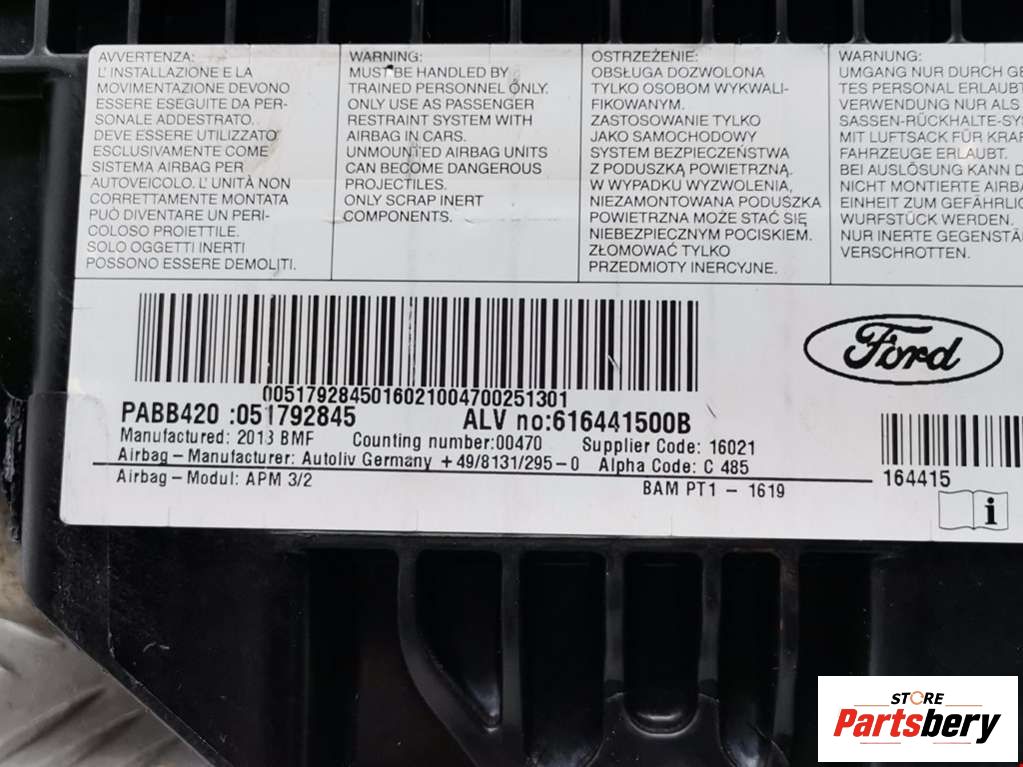 AVVERTENZA:
L' INSTALLAZIONE E LA
MOVIMENTAZIONE DEVONO
ESSERE ESEGUITE DA PER-
SONALE ADDESTRATO.
DEVE ESSERE UTILIZZATO
ESCLUSIVAMENTE COME
SISTEMA AIRBAG PER
AUTOVEICOLO. L' UNITÀ NON
CORRETTAMENTE MONTATA
PUÒ DIVENTARE UN PERI-
COLOSO PROIETTILE.
SOLO OGGETTI INERTI
POSSONO ESSERE DEMOLITI.
WARNING:
MUST BE HANDLED BY
TRAINED PERSONNEL ONLY.
ONLY USE AS PASSENGER
RESTRAINT SYSTEM WITH
AIRBAG IN CARS.
UNMOUNTED AIRBAG UNITS
CAN BECOME DANGEROUS
PROJECTILES.
ONLY SCRAP INERT
COMPONENTS.
OSTRZEŻENIE:
OBSŁUGA DOZWOLONA
TYLKO OSOBOM WYKWALI-
FIKOWANYM.
ZASTOSOWANIE TYLKO
JAKO SAMOCHODOWY
SYSTEM BEZPIECZEŃSTWA
Z PODUSZKĄ POWIETRZNĄ.
W WYPADKU WYZWOLENIA,
NIEZAMONTOWANA PODUSZKA
POWIETRZNA MOŻE STAĆ SIĘ
NIEBEZPIECZNYM POCISKIEM.
ZŁOMOWAĆ TYLKO
PRZEDMIOTY INERCYJNE.
WARNUNG:
UMGANG NUR DURCH GE
TES PERSONAL ERLAUBT
VERWENDUNG NUR ALS
SASSEN-RÜCKHALTE-SYS
MIT LUFTSACK FÜR KRAF
FAHRZEUGE ERLAUBT.
BEI AUSLÖSUNG KANN D
NICHT MONTIERTE AIRBA
EINHEIT ZUM GEFÄHRLIC
WURFSTÜCK WERDEN.
NUR INERTE GEGENSTÄ
VERSCHROTTEN.
0051792845016021004700251301
PABB420 :051792845 ALV no:616441500B
Manufactured: 2013 BMF Counting number:00470 Supplier Code: 16021
Airbag - Manufacturer: Autoliv Germany +49/8131/295-0 Alpha Code: C 485
Airbag - Modul: APM 3/2 BAM PT1 - 1619
Ford
164415
i
STORE
Partsbery